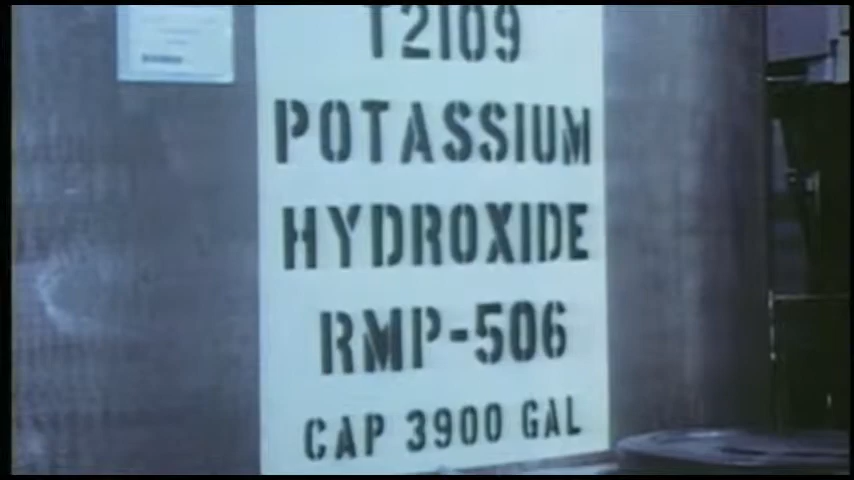 T2109
POTASSIUM
HYDROXIDE
RMP-506
CAP 3900 GAL